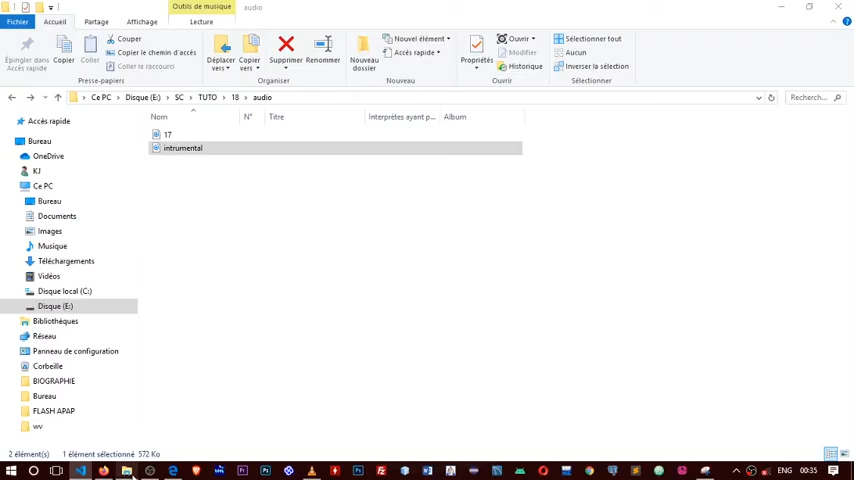 Outils de musique audio
Fichier Accueil Partage Affichage Lecture
Épingler dans Accès rapide
Copier
Coller
Couper
Copier le chemin d'accès
Coller le raccourci
Presse-papiers
Déplacer vers
Copier vers
Supprimer
Renommer
Organiser
Nouveau dossier
Nouvel élément
Accès rapide
Nouveau
Propriétés
Ouvrir
Modifier
Historique
Ouvrir
Sélectionner tout
Aucun
Inverser la sélection
Sélectionner
Ce PC > Disque (E:) > SC > TUTO > 18 > audio
Recherch...
Nom N° Titre Interprètes ayant p... Album
17
intrumental
Accès rapide
Bureau
OneDrive
KJ
Ce PC
Bureau
Documents
Images
Musique
Téléchargements
Vidéos
Disque local (C:)
Disque (E:)
Bibliothèques
Réseau
Panneau de configuration
Corbeille
BIOGRAPHIE
Bureau
FLASH APAP
wv
2 élément(s) 1 élément sélectionné 572 Ko
ENG 00:35